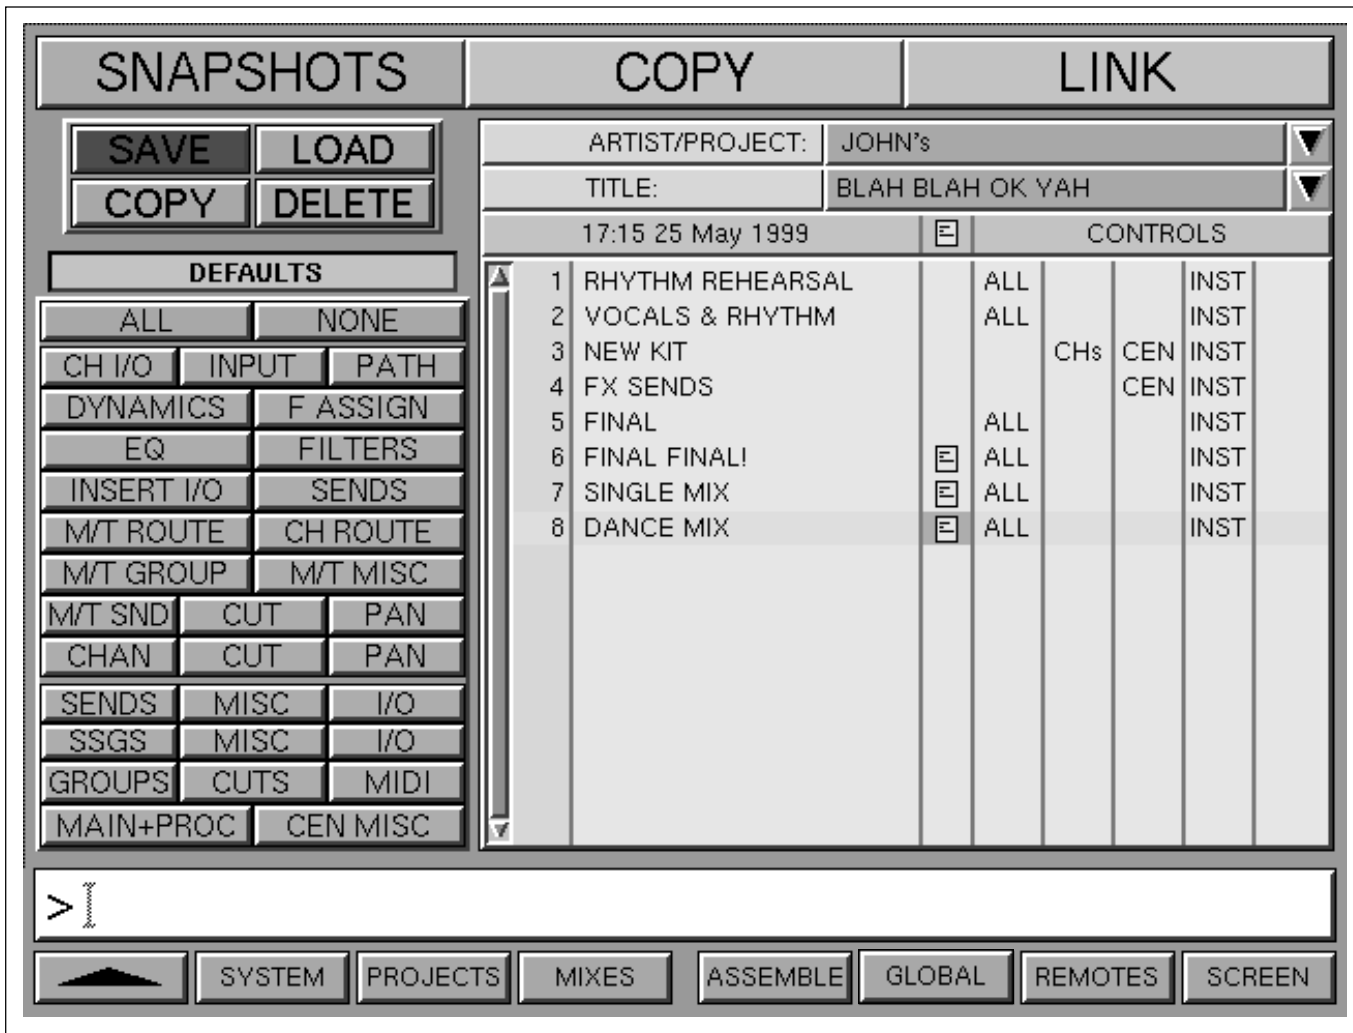 SNAPSHOTS COPY LINK
SAVE LOAD
COPY DELETE
DEFAULTS
ALL NONE
CH I/O INPUT PATH
DYNAMICS F ASSIGN
EQ FILTERS
INSERT I/O SENDS
M/T ROUTE CH ROUTE
M/T GROUP M/T MISC
M/T SND CUT PAN
CHAN CUT PAN
SENDS MISC I/O
SSGS MISC I/O
GROUPS CUTS MIDI
MAIN+PROC CEN MISC
ARTIST/PROJECT: JOHN's
TITLE: BLAH BLAH OK YAH
17:15 25 May 1999 CONTROLS
1 RHYTHM REHEARSAL ALL INST
2 VOCALS & RHYTHM ALL INST
3 NEW KIT CHs CEN INST
4 FX SENDS CEN INST
5 FINAL ALL INST
6 FINAL FINAL! ALL INST
7 SINGLE MIX ALL INST
8 DANCE MIX ALL INST
>
SYSTEM PROJECTS MIXES ASSEMBLE GLOBAL REMOTES SCREEN